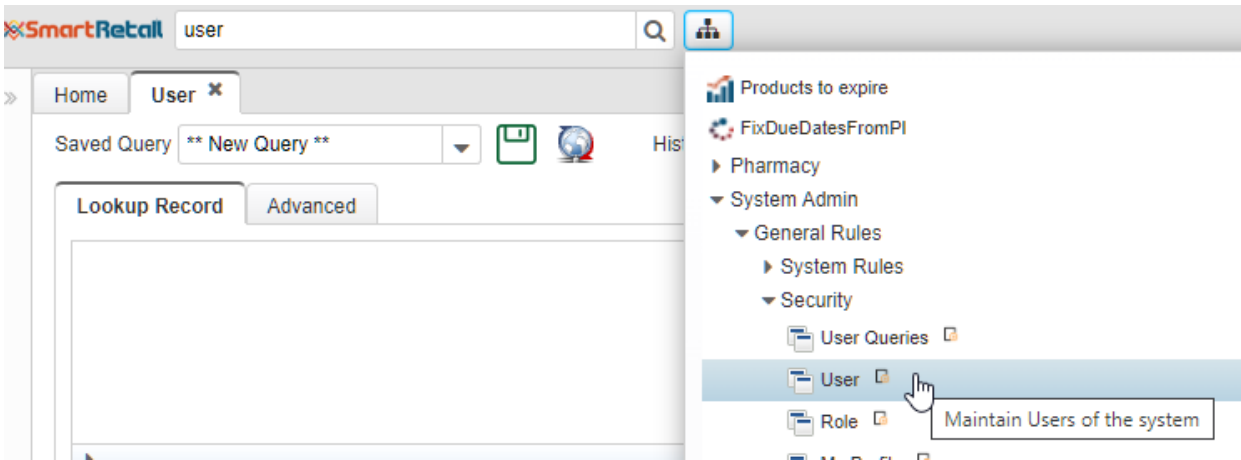 SmartRetail user
Home User
Saved Query ** New Query ** His
Lookup Record Advanced
Products to expire
FixDueDatesFromPI
Pharmacy
System Admin
General Rules
System Rules
Security
User Queries
User
Maintain Users of the system
Role